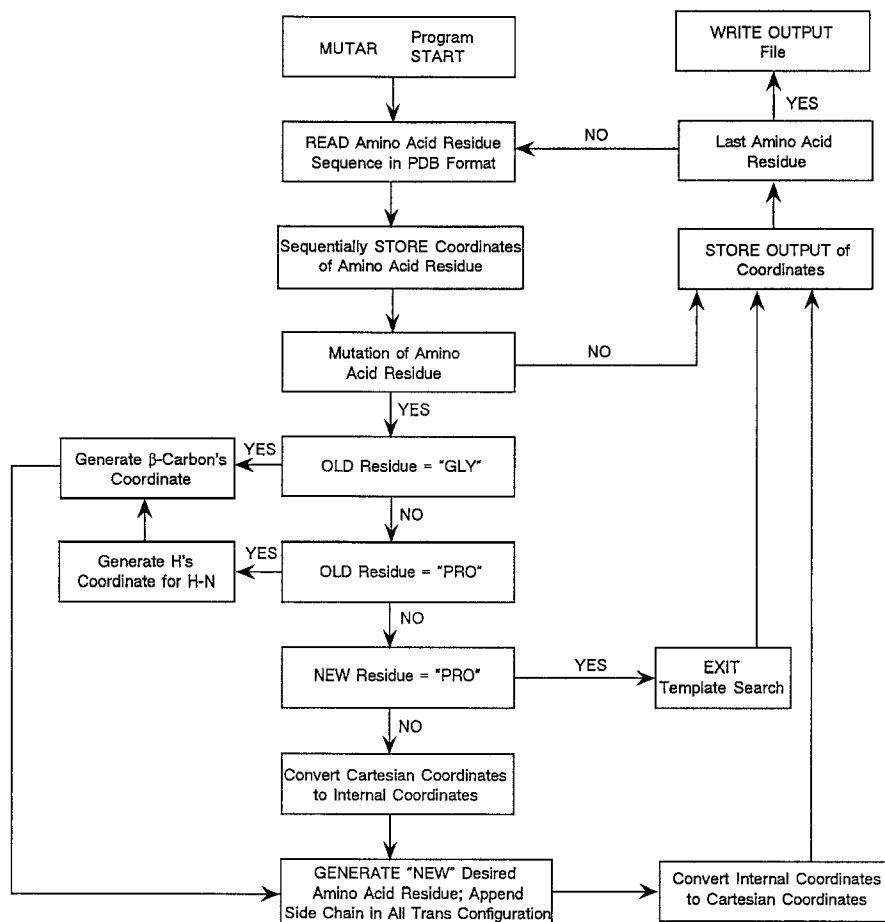 MUTAR Program
START
WRITE OUTPUT
File
YES
READ Amino Acid Residue
Sequence in PDB Format
NO
Last Amino Acid
Residue
Sequentially STORE Coordinates
of Amino Acid Residue
STORE OUTPUT of
Coordinates
Mutation of Amino
Acid Residue
NO
YES
Generate β-Carbon's
Coordinate
YES
OLD Residue = "GLY"
NO
Generate H's
Coordinate for H-N
YES
OLD Residue = "PRO"
NO
NEW Residue = "PRO"
YES
EXIT
Template Search
NO
Convert Cartesian Coordinates
to Internal Coordinates
GENERATE "NEW" Desired
Amino Acid Residue; Append
Side Chain in All Trans Configuration
Convert Internal Coordinates
to Cartesian Coordinates